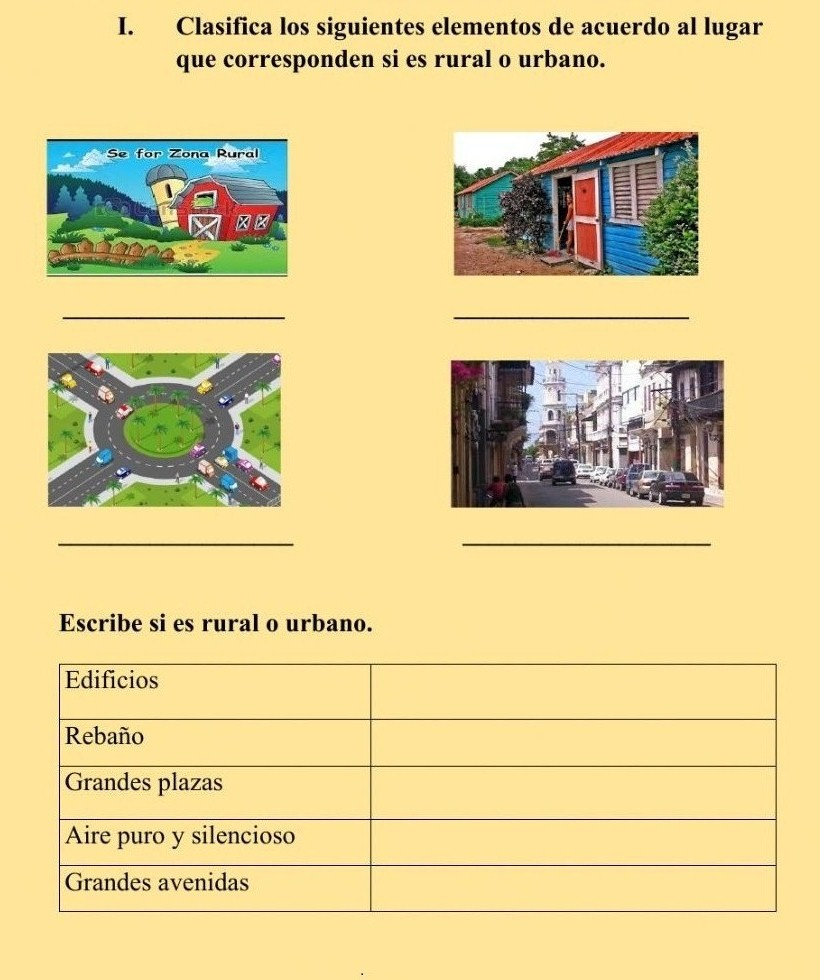 I. Clasifica los siguientes elementos de acuerdo al lugar
que corresponden si es rural o urbano.
Se for Zona Rural
Escribe si es rural o urbano.
Edificios
Rebaño
Grandes plazas
Aire puro y silencioso
Grandes avenidas